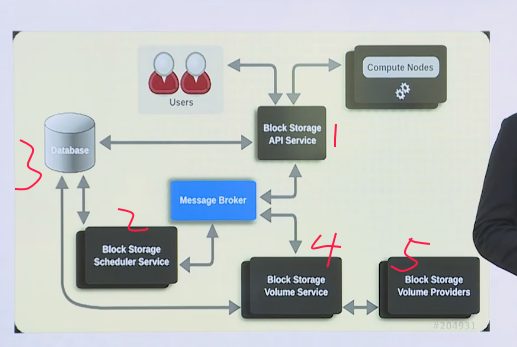 Users
Compute Nodes
Block Storage
API Service
1
3
Database
Message Broker
2
Block Storage
Scheduler Service
4
Block Storage
Volume Service
5
Block Storage
Volume Providers
#204931